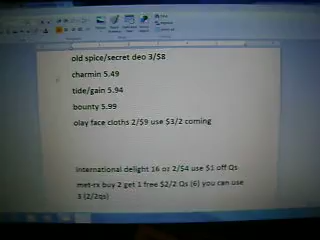 old spice/secret deo 3/$8
charmin 5.49
tide/gain 5.94
bounty 5.99
olay face cloths 2/$9 use $3/2 coming
international delight 16 oz 2/$4 use $1 off Qs
met-rx buy 2 get 1 free $2/2 Qs (6) you can use
3 (2/2qs)